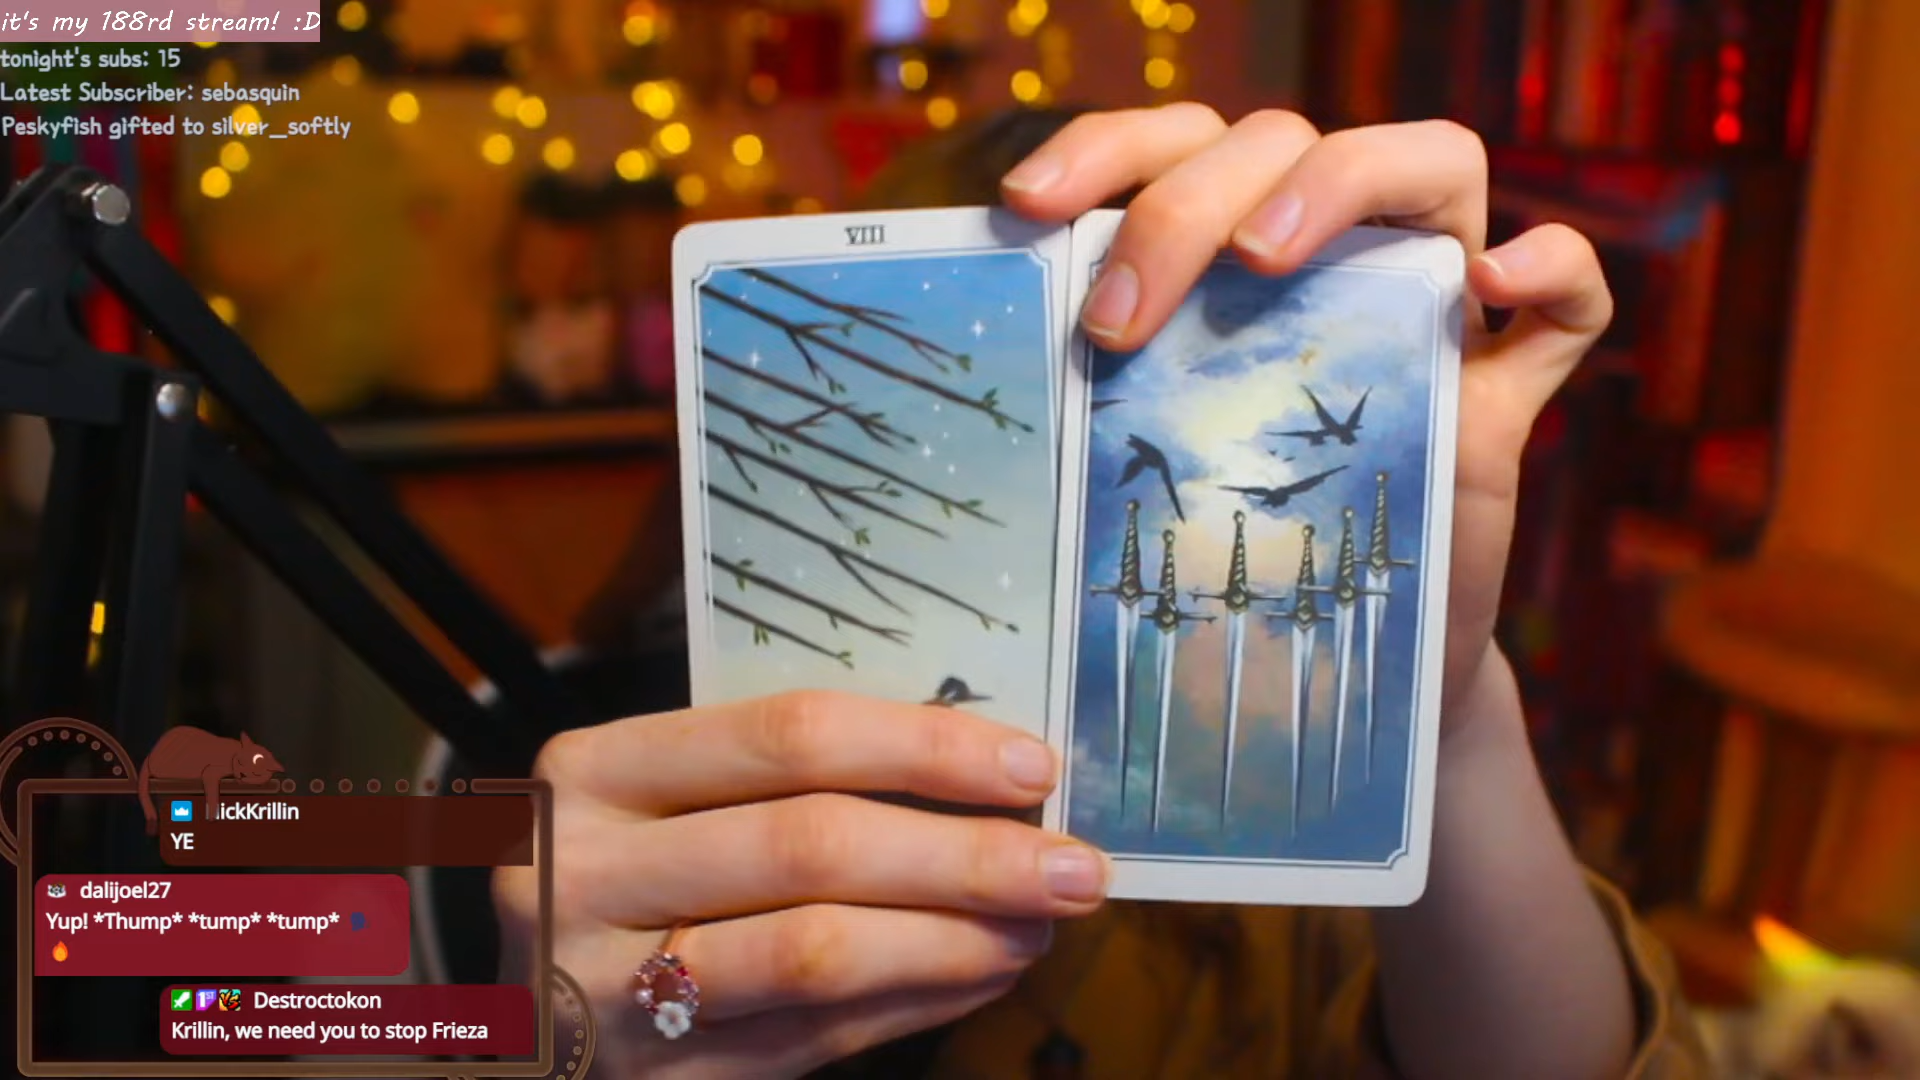 it's my 188rd stream! :D
tonight's subs: 15
Latest Subscriber: sebasquin
Peskyfish gifted to silver_softly
VIII
YE
dalijoel27
Yup! *Thump* *tump* *tump*
Destroctokon
Krillin, we need you to stop Frieza